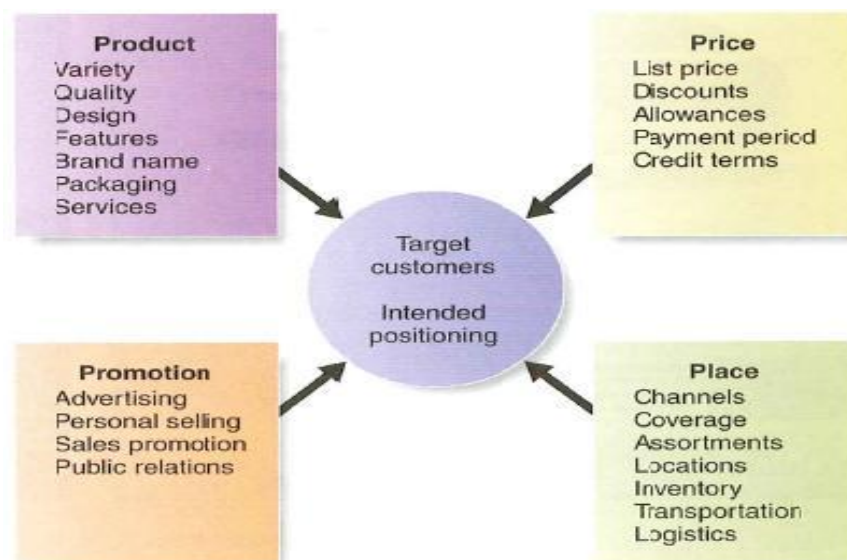 Product
Variety
Quality
Design
Features
Brand name
Packaging
Services
Price
List price
Discounts
Allowances
Payment period
Credit terms
Target
customers
Intended
positioning
Promotion
Advertising
Personal selling
Sales promotion
Public relations
Place
Channels
Coverage
Assortments
Locations
Inventory
Transportation
Logistics